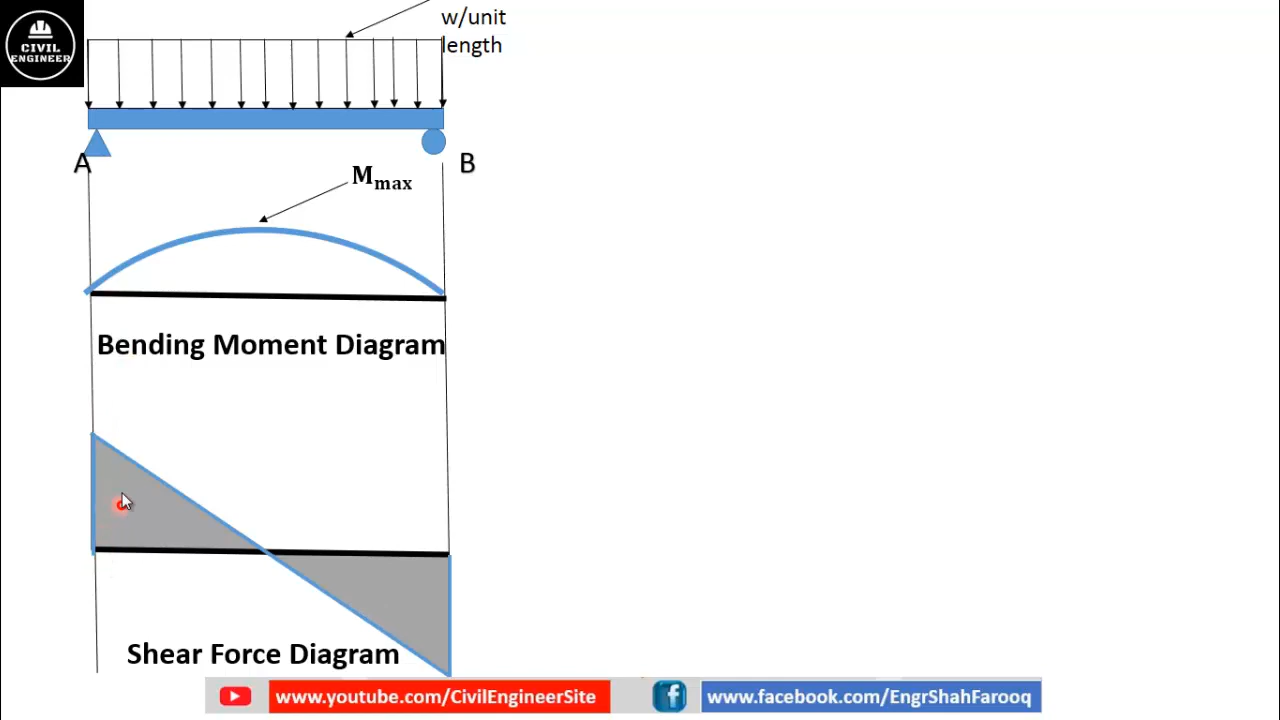 CIVIL
ENGINEER
w/unit
length
A
B
Mmax
Bending Moment Diagram
Shear Force Diagram
www.youtube.com/CivilEngineerSite
www.facebook.com/EngrShahFarooq